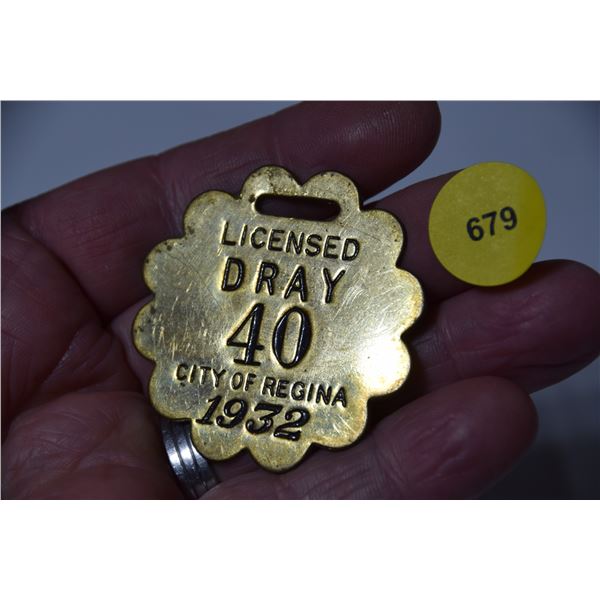 LICENSED
DRAY
40
CITY OF REGINA
1932
679